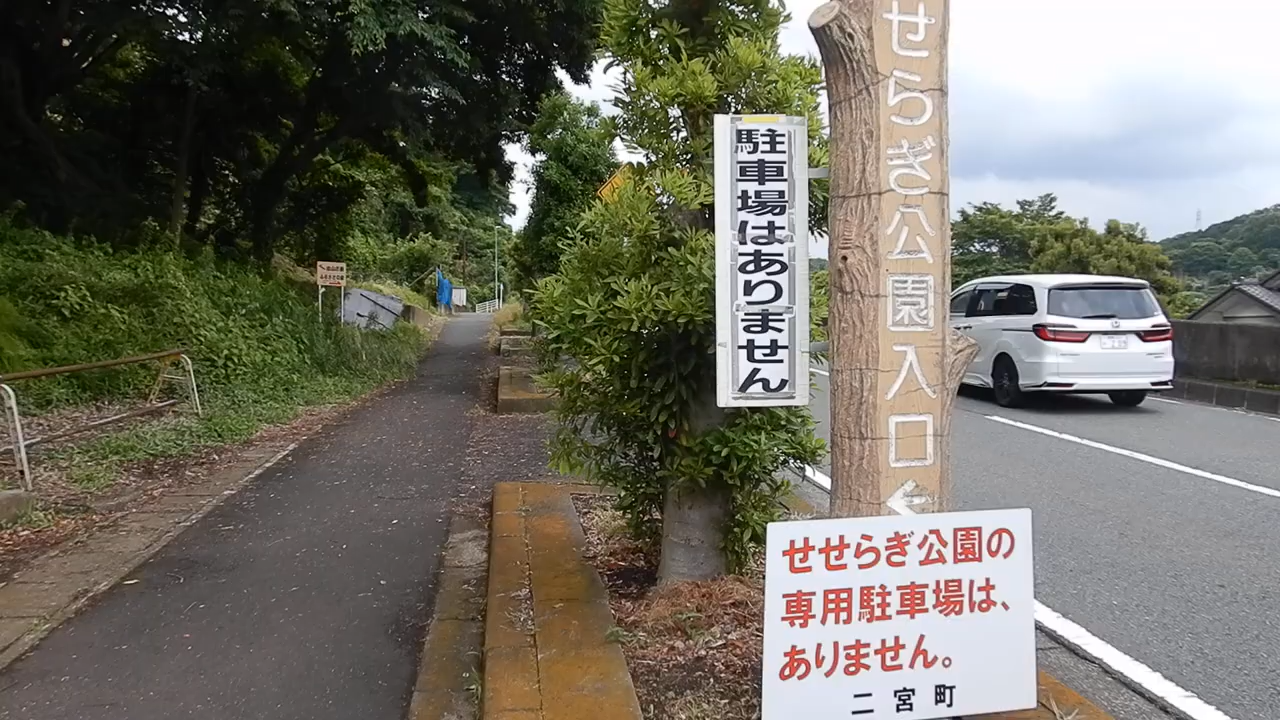 せらぎ公園入口
駐車場はありません
せせらぎ公園の
専用駐車場は、
ありません。
二宮町